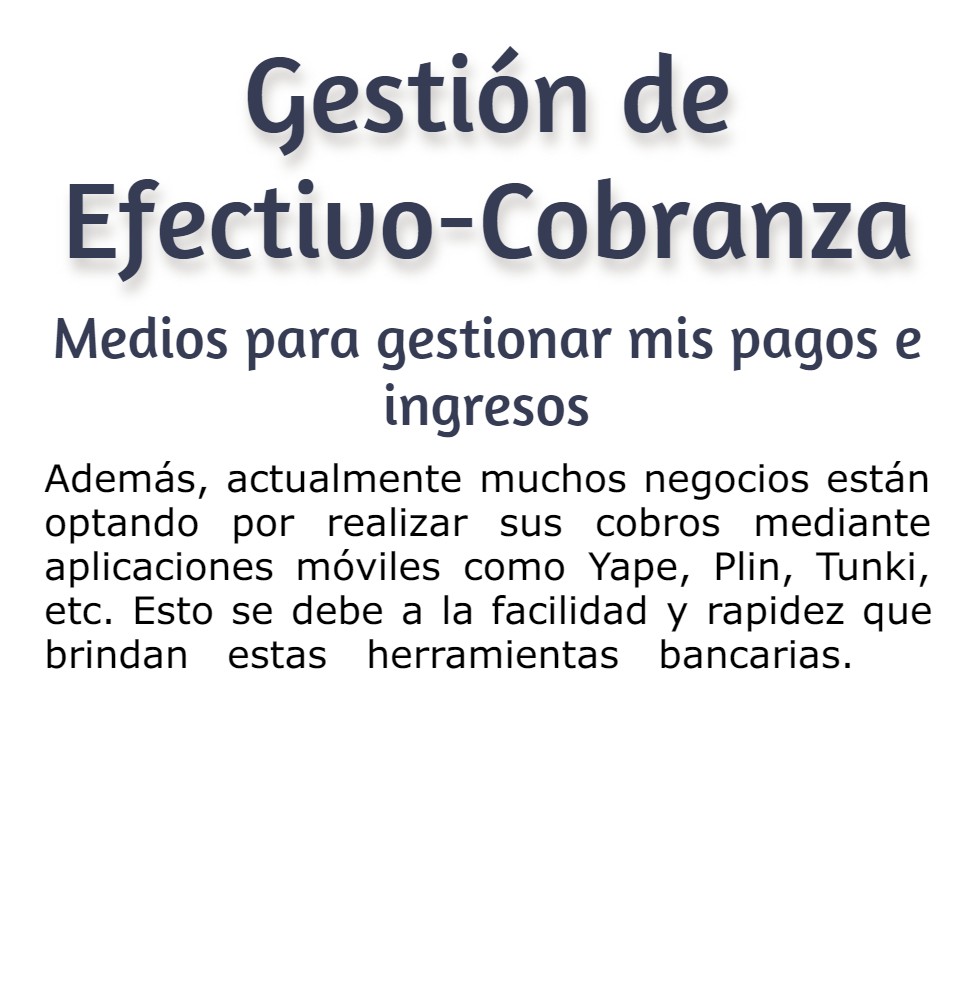 Gestión de
Efectivo-Cobranza
Medios para gestionar mis pagos e
ingresos
Además, actualmente muchos negocios están
optando por realizar sus cobros mediante
aplicaciones móviles como Yape, Plin, Tunki,
etc. Esto se debe a la facilidad y rapidez que
brindan estas herramientas bancarias.